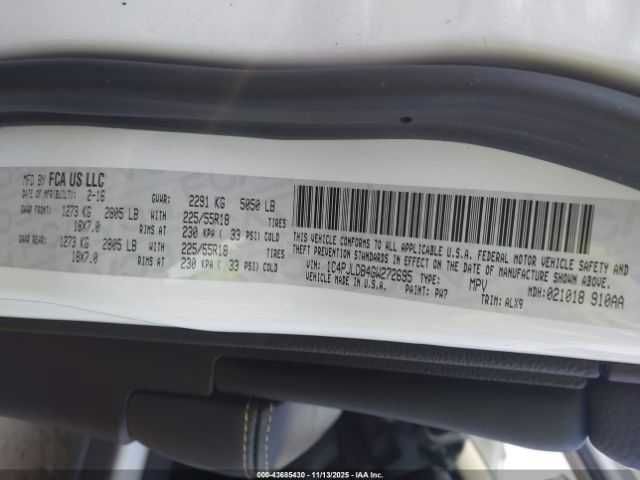 MFD BY FCA US LLC
DATE OF MFR(BUILT): 2-16
GVWR: 2291 KG 5050 LB
GAWR FRONT: 1273 KG 2805 LB WITH 225/55R18 TIRES
18X7.0 RIMS AT 230 KPA ( 33 PSI) COLD
GAWR REAR: 1273 KG 2805 LB WITH 225/55R18 TIRES
18X7.0 RIMS AT 230 KPA ( 33 PSI) COLD
THIS VEHICLE CONFORMS TO ALL APPLICABLE U.S.A. FEDERAL MOTOR VEHICLE SAFETY AND
THEFT PREVENTION STANDARDS IN EFFECT ON THE DATE OF MANUFACTURE SHOWN ABOVE.
VIN: 1C4PJLDB4GW272695 TYPE: MPV
VEHICLE MADE IN U.S.A. PAINT: PW7 TRIM: ALX9 MDH: 021018 910AA
000-43685430 - 11/13/2025 - IAA Inc.